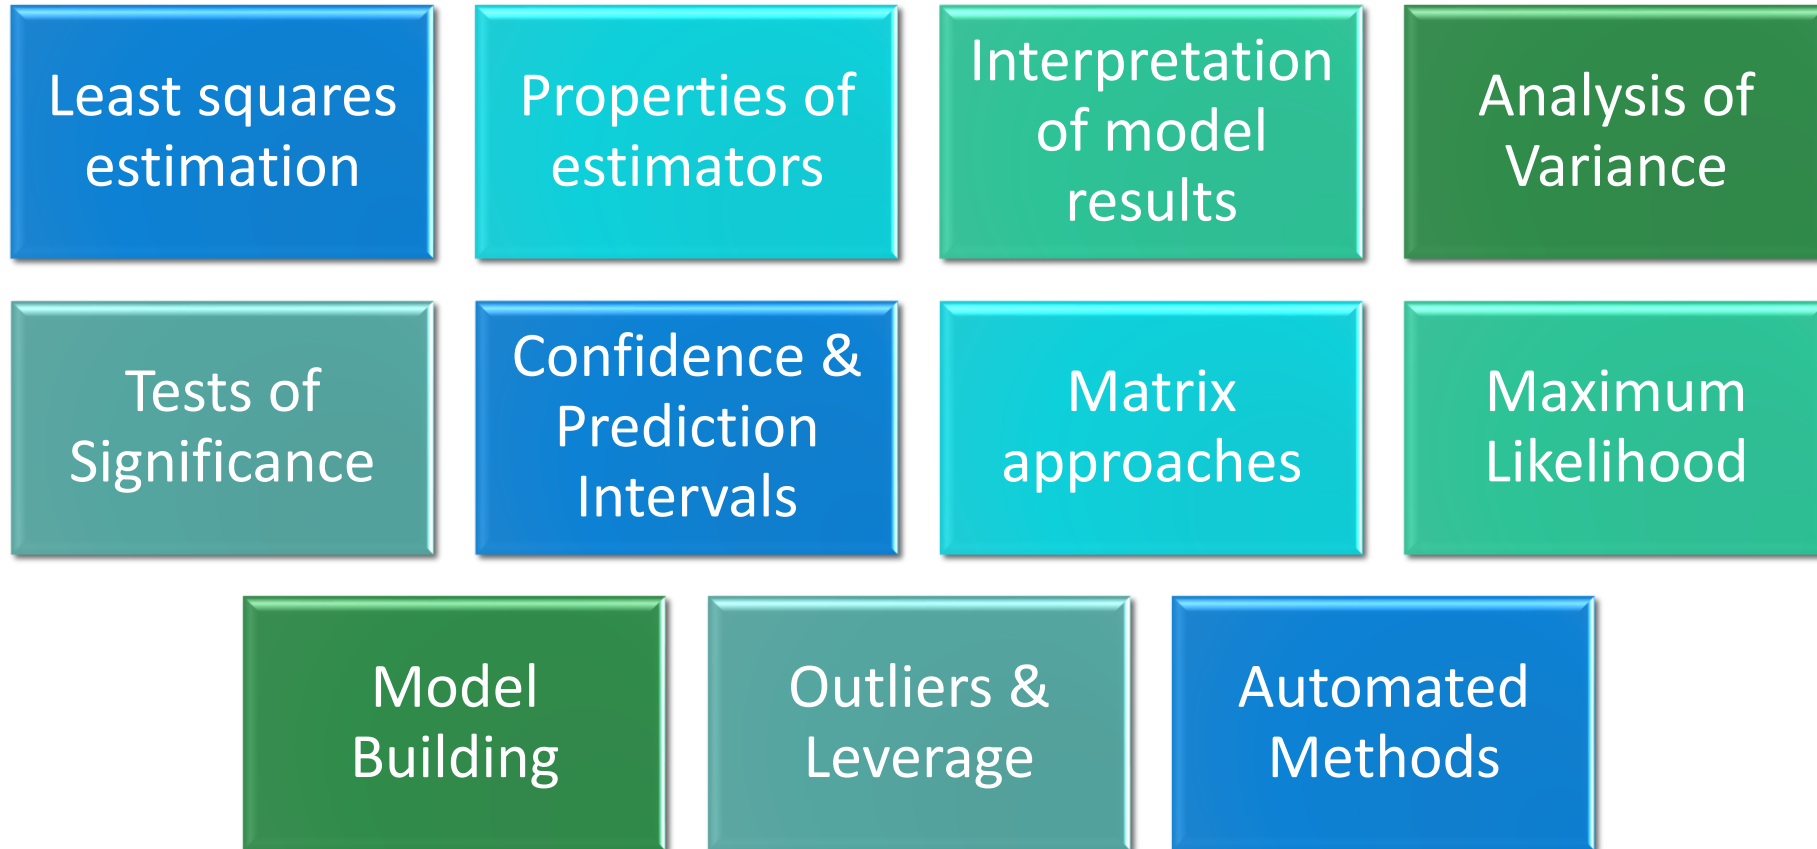 Least squares
estimation
Properties of
estimators
Interpretation
of model
results
Analysis of
Variance
Tests of
Significance
Confidence &
Prediction
Intervals
Matrix
approaches
Maximum
Likelihood
Model
Building
Outliers &
Leverage
Automated
Methods